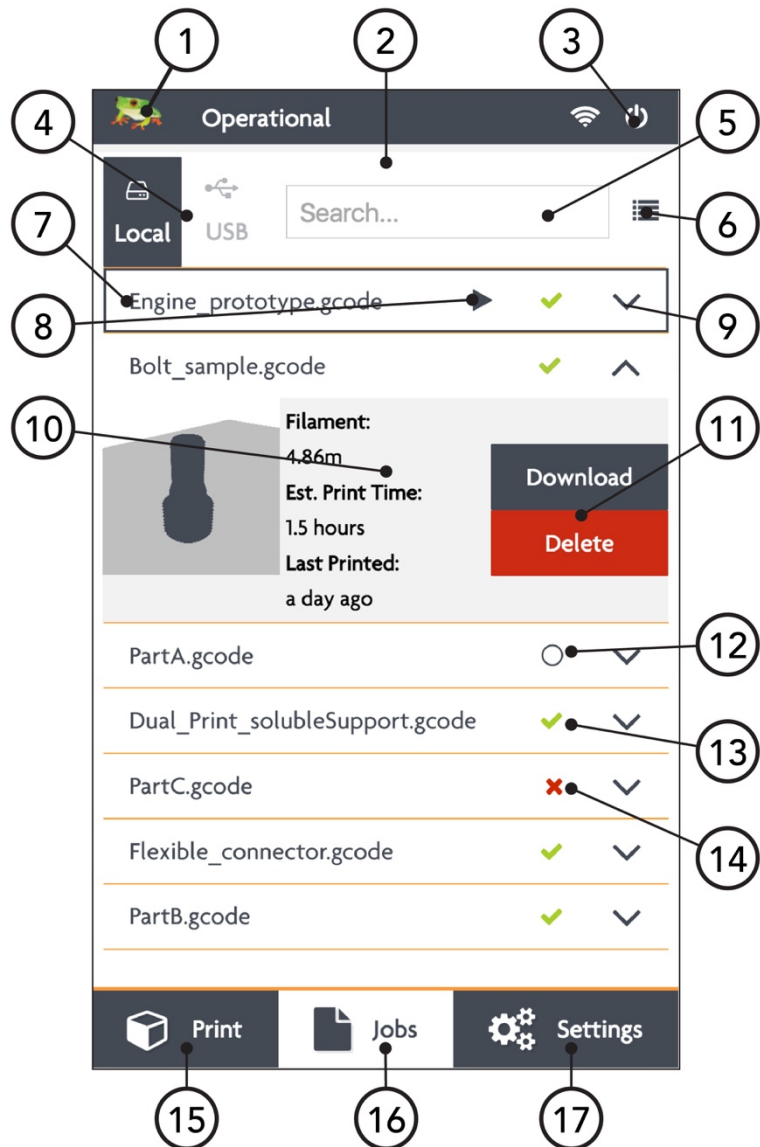 1
2
3
Operational
4
5
Local
USB
Search...
6
7
Engine_prototype.gcode
8
9
Bolt_sample.gcode
10
Filament:
4.86m
Est. Print Time:
1.5 hours
Last Printed:
a day ago
Download
Delete
11
PartA.gcode
12
Dual_Print_solubleSupport.gcode
13
PartC.gcode
14
Flexible_connector.gcode
PartB.gcode
Print
Jobs
Settings
15
16
17